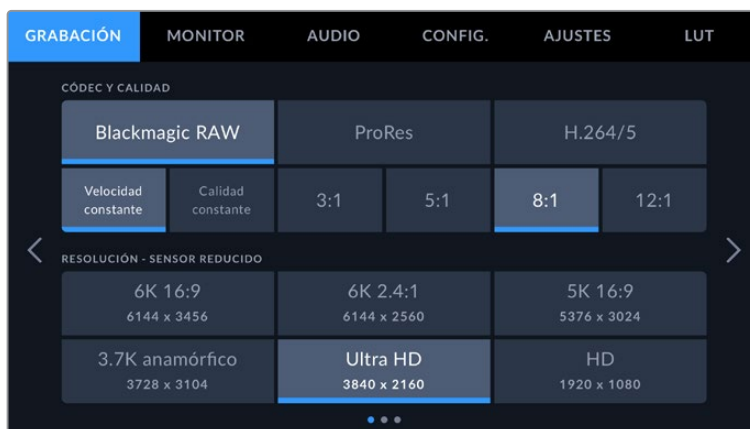 GRABACIÓN MONITOR AUDIO CONFIG. AJUSTES LUT
CÓDEC Y CALIDAD
Blackmagic RAW ProRes H.264/5
Velocidad constante Calidad constante 3:1 5:1 8:1 12:1
RESOLUCIÓN - SENSOR REDUCIDO
6K 16:9 6K 2.4:1 5K 16:9
6144 x 3456 6144 x 2560 5376 x 3024
3.7K anamórfico Ultra HD HD
3728 x 3104 3840 x 2160 1920 x 1080